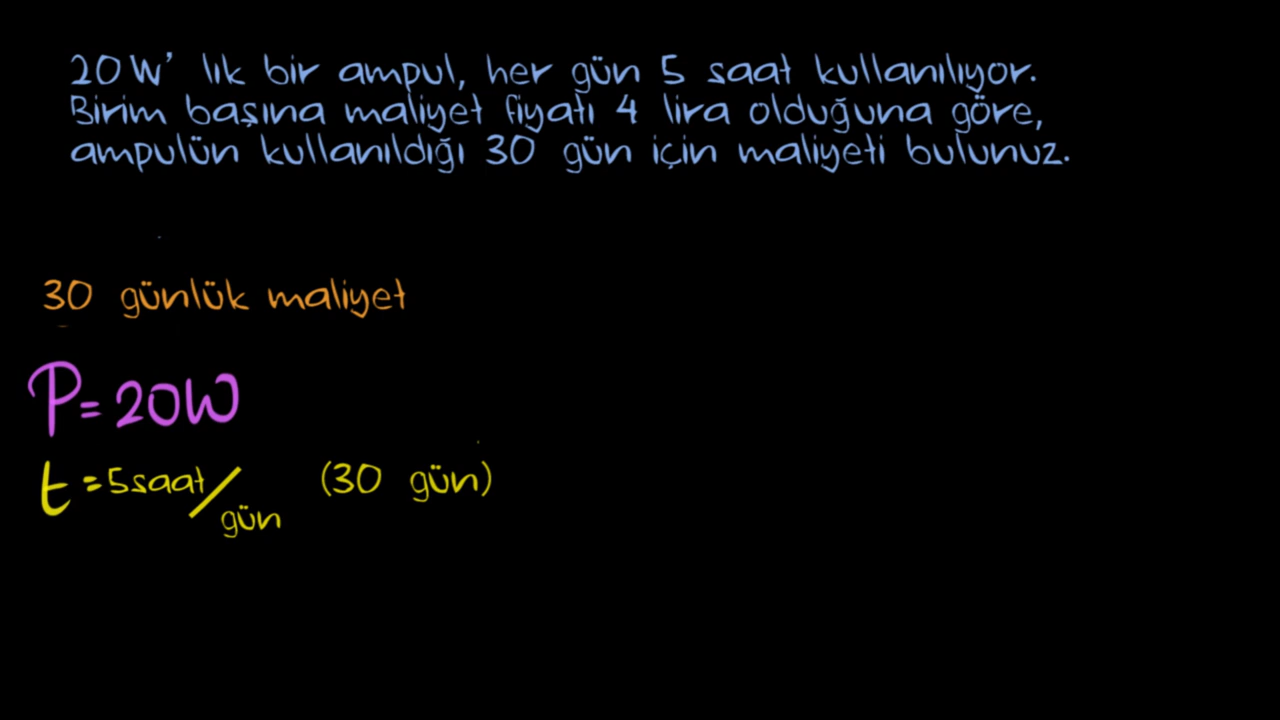 20W' lık bir ampul, her gün 5 saat kullanılıyor.
Birim başına maliyet fiyatı 4 lira olduğuna göre,
ampulün kullanıldığı 30 gün için maliyeti bulunuz.
30 günlük maliyet
P=20W
t=5saat/gün (30 gün)